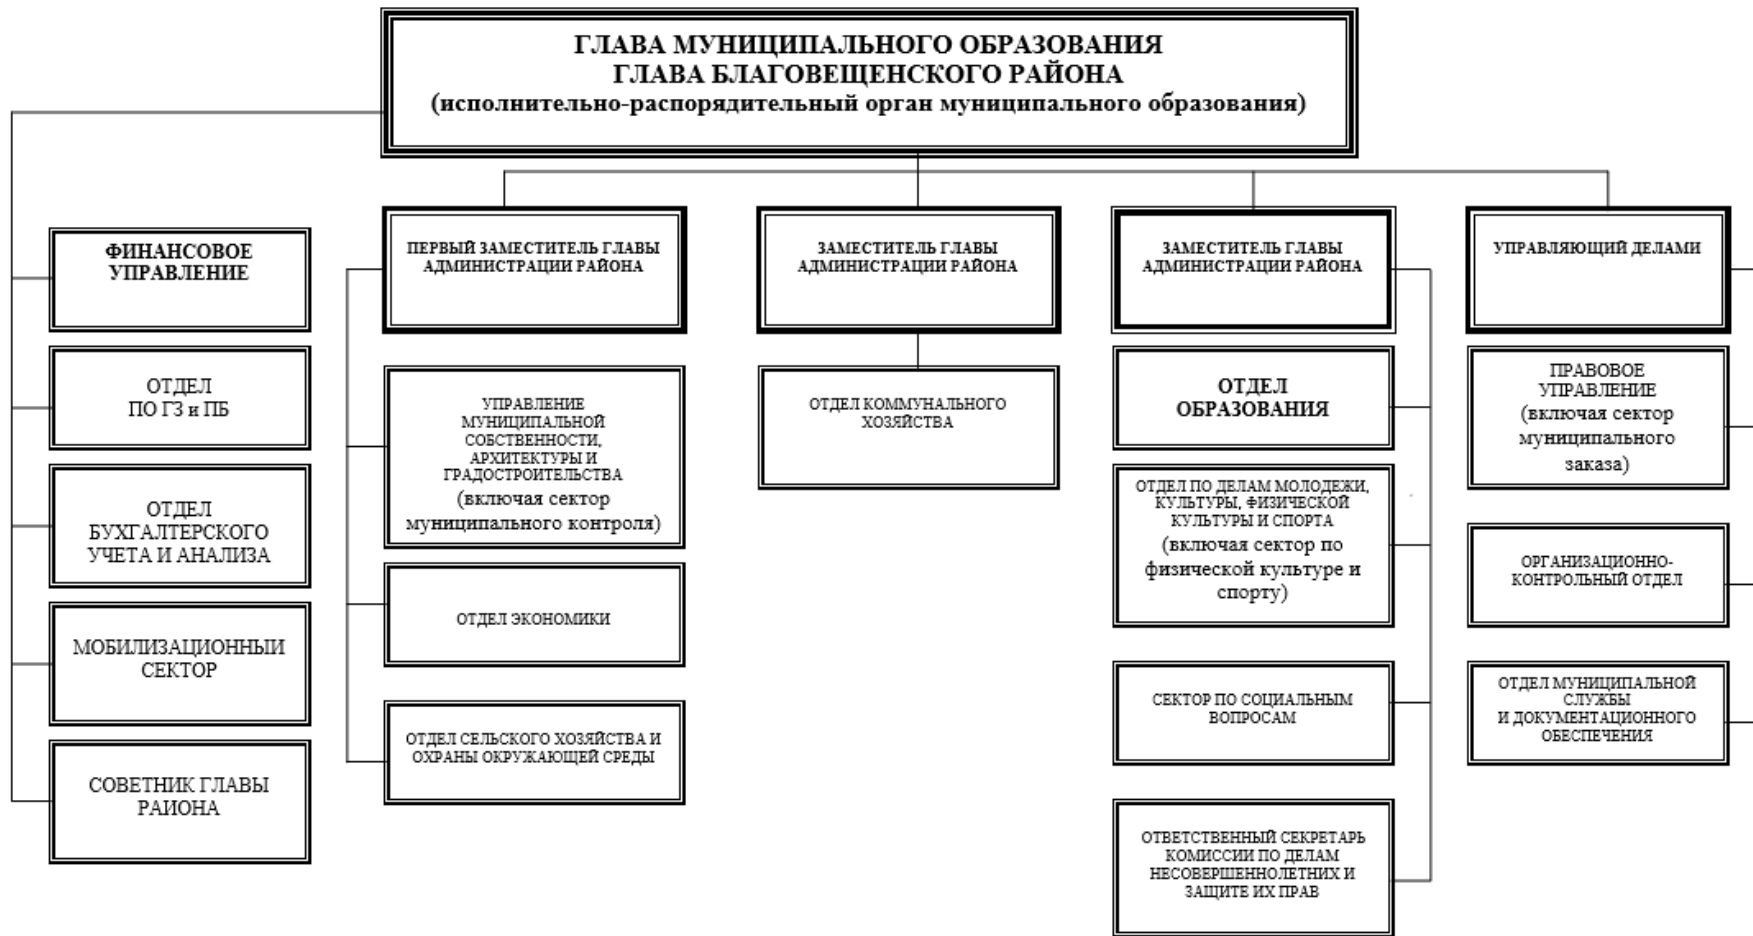 ГЛАВА МУНИЦИПАЛЬНОГО ОБРАЗОВАНИЯ
ГЛАВА БЛАГОВЕЩЕНСКОГО РАЙОНА
(исполнительно-распорядительный орган муниципального образования)
ФИНАНСОВОЕ
УПРАВЛЕНИЕ
ОТДЕЛ
ПО ГЗ и ПБ
ОТДЕЛ
БУХГАЛТЕРСКОГО
УЧЕТА И АНАЛИЗА
МОБИЛИЗАЦИОННЫЙ
СЕКТОР
СОВЕТНИК ГЛАВЫ
РАЙОНА
ПЕРВЫЙ ЗАМЕСТИТЕЛЬ ГЛАВЫ
АДМИНИСТРАЦИИ РАЙОНА
УПРАВЛЕНИЕ
МУНИЦИПАЛЬНОЙ
СОБСТВЕННОСТИ,
АРХИТЕКТУРЫ И
ГРАДОСТРОИТЕЛЬСТВА
(включая сектор
муниципального контроля)
ОТДЕЛ ЭКОНОМИКИ
ОТДЕЛ СЕЛЬСКОГО ХОЗЯЙСТВА И
ОХРАНЫ ОКРУЖАЮЩЕЙ СРЕДЫ
ЗАМЕСТИТЕЛЬ ГЛАВЫ
АДМИНИСТРАЦИИ РАЙОНА
ОТДЕЛ КОММУНАЛЬНОГО
ХОЗЯЙСТВА
ЗАМЕСТИТЕЛЬ ГЛАВЫ
АДМИНИСТРАЦИИ РАЙОНА
ОТДЕЛ
ОБРАЗОВАНИЯ
ОТДЕЛ ПО ДЕЛАМ МОЛОДЕЖИ,
КУЛЬТУРЫ, ФИЗИЧЕСКОЙ
КУЛЬТУРЫ И СПОРТА
(включая сектор по
физической культуре и
спорту)
СЕКТОР ПО СОЦИАЛЬНЫМ
ВОПРОСАМ
ОТВЕТСТВЕННЫЙ СЕКРЕТАРЬ
КОМИССИИ ПО ДЕЛАМ
НЕСОВЕРШЕННОЛЕТНИХ И
ЗАЩИТЕ ИХ ПРАВ
УПРАВЛЯЮЩИЙ ДЕЛАМИ
ПРАВОВОЕ
УПРАВЛЕНИЕ
(включая сектор
муниципального
заказа)
ОРГАНИЗАЦИОННО-
КОНТРОЛЬНЫЙ ОТДЕЛ
ОТДЕЛ МУНИЦИПАЛЬНОЙ
СЛУЖБЫ
И ДОКУМЕНТАЦИОННОГО
ОБЕСПЕЧЕНИЯ